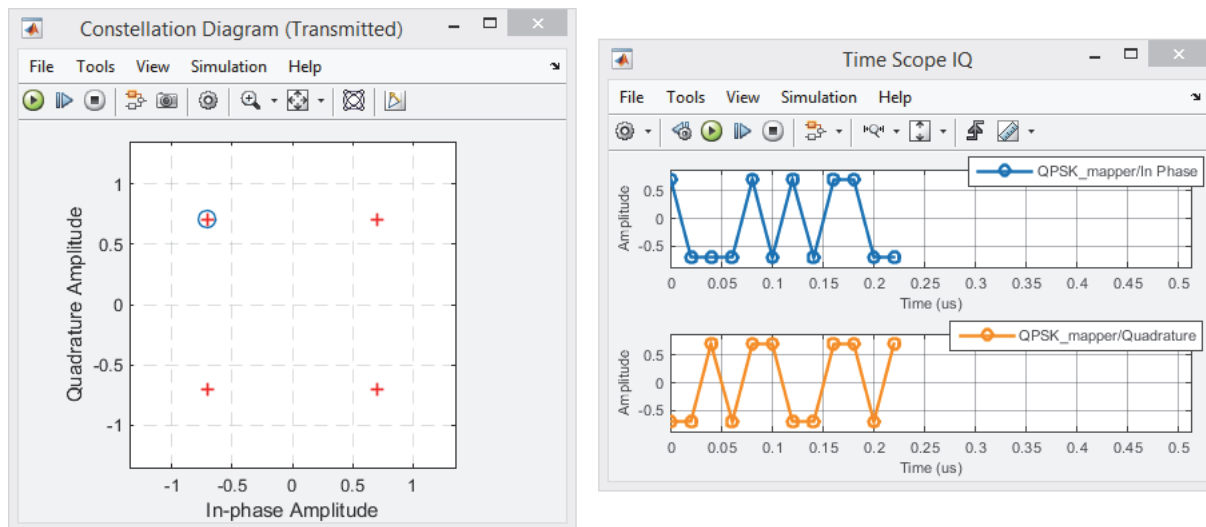 Constellation Diagram (Transmitted)
File Tools View Simulation Help
1
0.5
0
-0.5
-1
Quadrature Amplitude
-1 -0.5 0 0.5 1
In-phase Amplitude
Time Scope IQ
File Tools View Simulation Help
QPSK_mapper/In Phase
0.5
0
-0.5
Amplitude
0 0.05 0.1 0.15 0.2 0.25 0.3 0.35 0.4 0.45 0.5
Time (us)
QPSK_mapper/Quadrature
0.5
0
-0.5
Amplitude
0 0.05 0.1 0.15 0.2 0.25 0.3 0.35 0.4 0.45 0.5
Time (us)